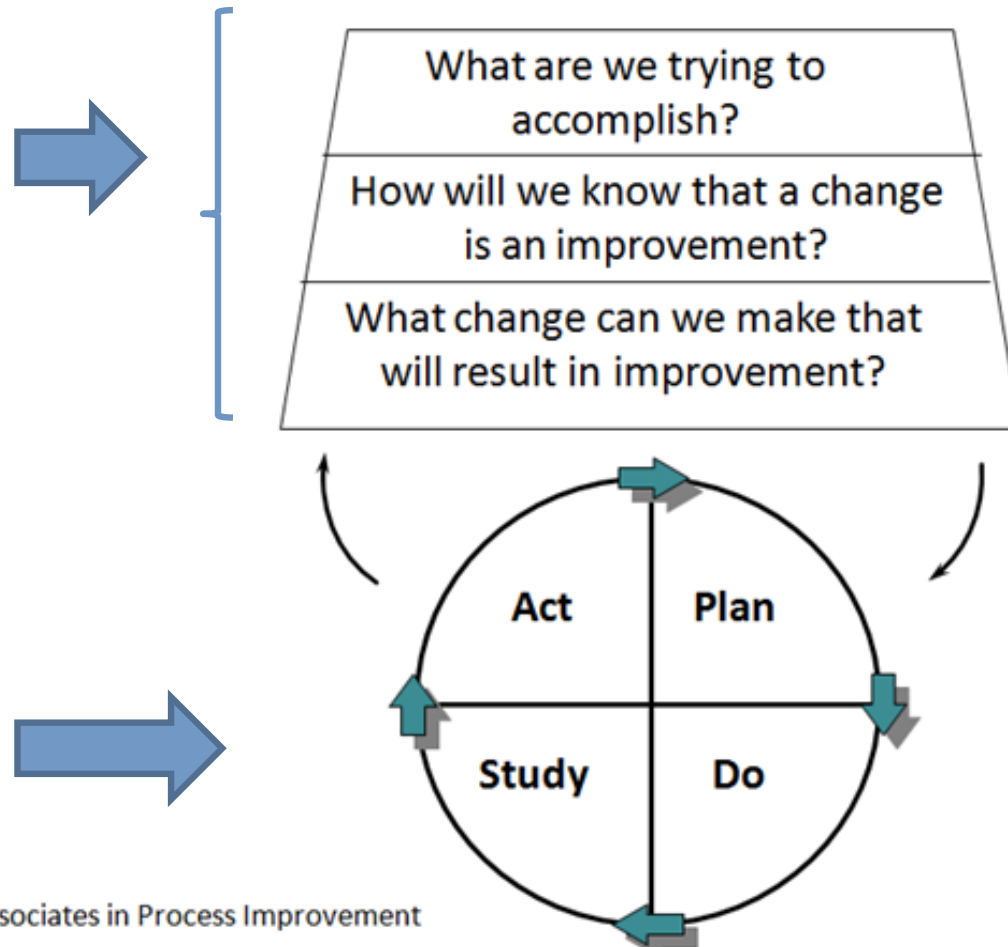 What are we trying to
accomplish?
How will we know that a change
is an improvement?
What change can we make that
will result in improvement?
Act
Plan
Study
Do
sociates in Process Improvement